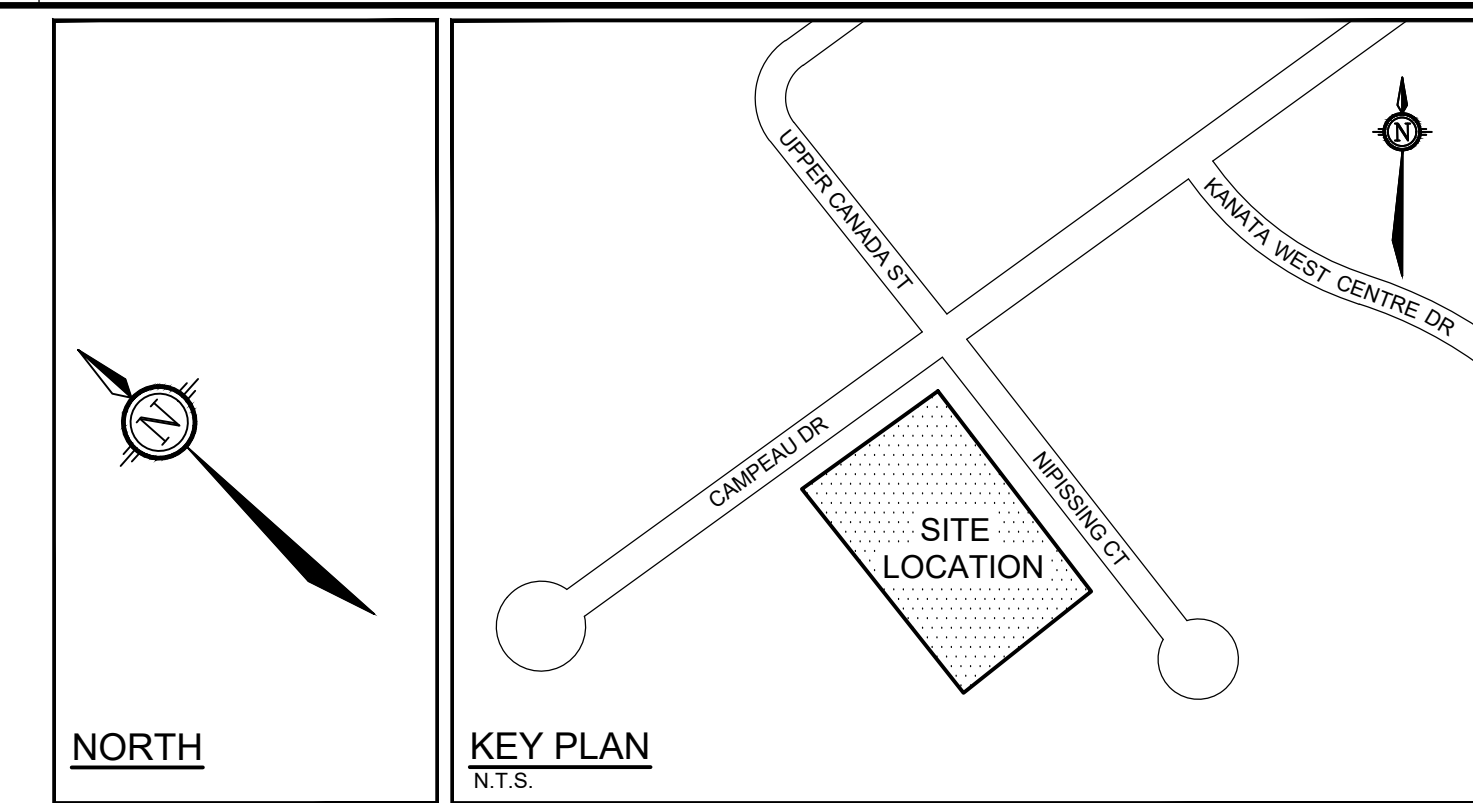 N
NORTH
UPPER CANADA ST
N
KANATA WEST CENTRE DR
CAMPEAU DR
NIPISSING CT
SITE
LOCATION
KEY PLAN
N.T.S.